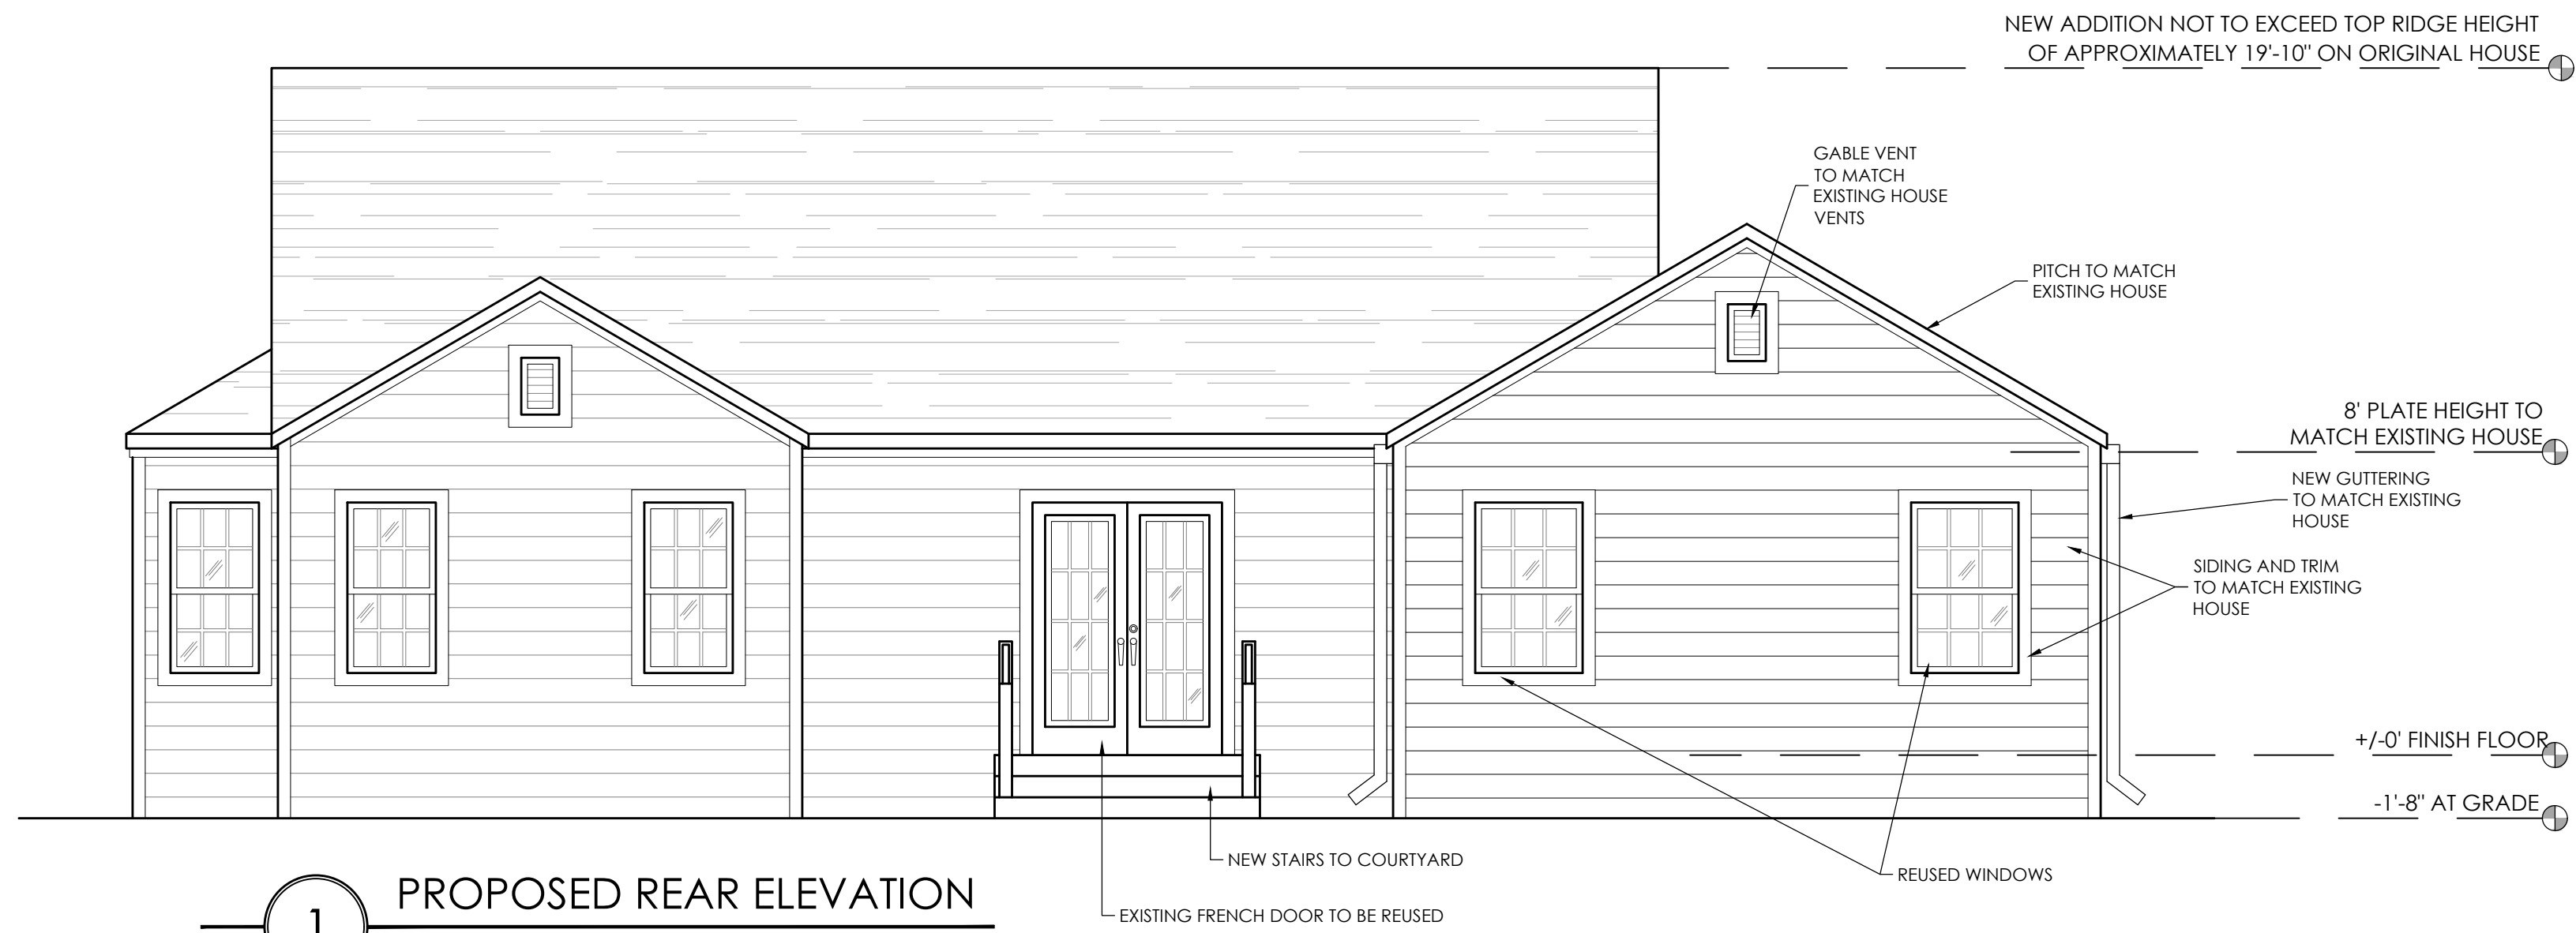 NEW ADDITION NOT TO EXCEED TOP RIDGE HEIGHT
OF APPROXIMATELY 19'-10" ON ORIGINAL HOUSE
GABLE VENT
TO MATCH
EXISTING HOUSE
VENTS
PITCH TO MATCH
EXISTING HOUSE
8' PLATE HEIGHT TO
MATCH EXISTING HOUSE
NEW GUTTERING
TO MATCH EXISTING
HOUSE
SIDING AND TRIM
TO MATCH EXISTING
HOUSE
+/-0' FINISH FLOOR
-1'-8" AT GRADE
NEW STAIRS TO COURTYARD
REUSED WINDOWS
EXISTING FRENCH DOOR TO BE REUSED
1
PROPOSED REAR ELEVATION